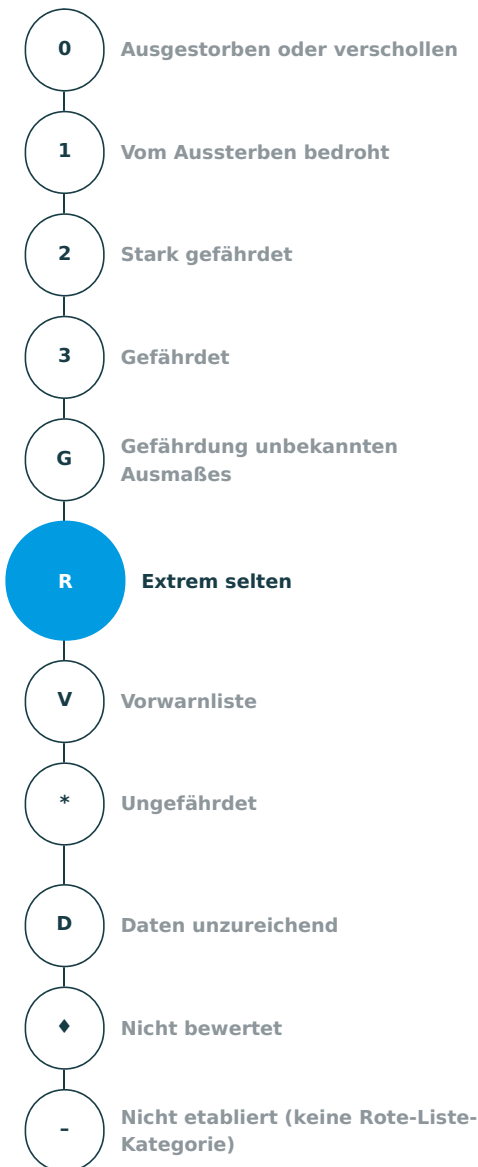 0 Ausgestorben oder verschollen
1 Vom Aussterben bedroht
2 Stark gefährdet
3 Gefährdet
G Gefährdung unbekannten
Ausmaßes
R Extrem selten
V Vorwarnliste
* Ungefährdet
D Daten unzureichend
♦ Nicht bewertet
– Nicht etabliert (keine Rote-Liste-
Kategorie)